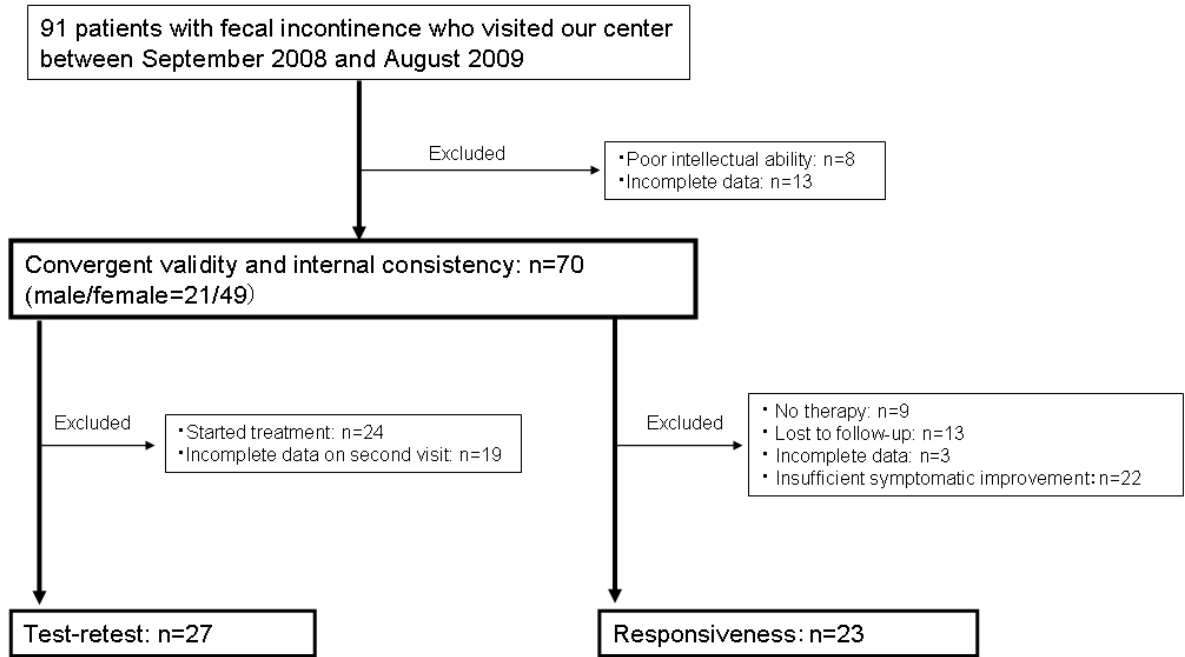 91 patients with fecal incontinence who visited our center
between September 2008 and August 2009
Excluded
・Poor intellectual ability: n=8
・Incomplete data: n=13
Convergent validity and internal consistency: n=70
(male/female=21/49）
Excluded
・Started treatment: n=24
・Incomplete data on second visit: n=19
Excluded
・No therapy: n=9
・Lost to follow-up: n=13
・Incomplete data: n=3
・Insufficient symptomatic improvement: n=22
Test-retest: n=27
Responsiveness: n=23